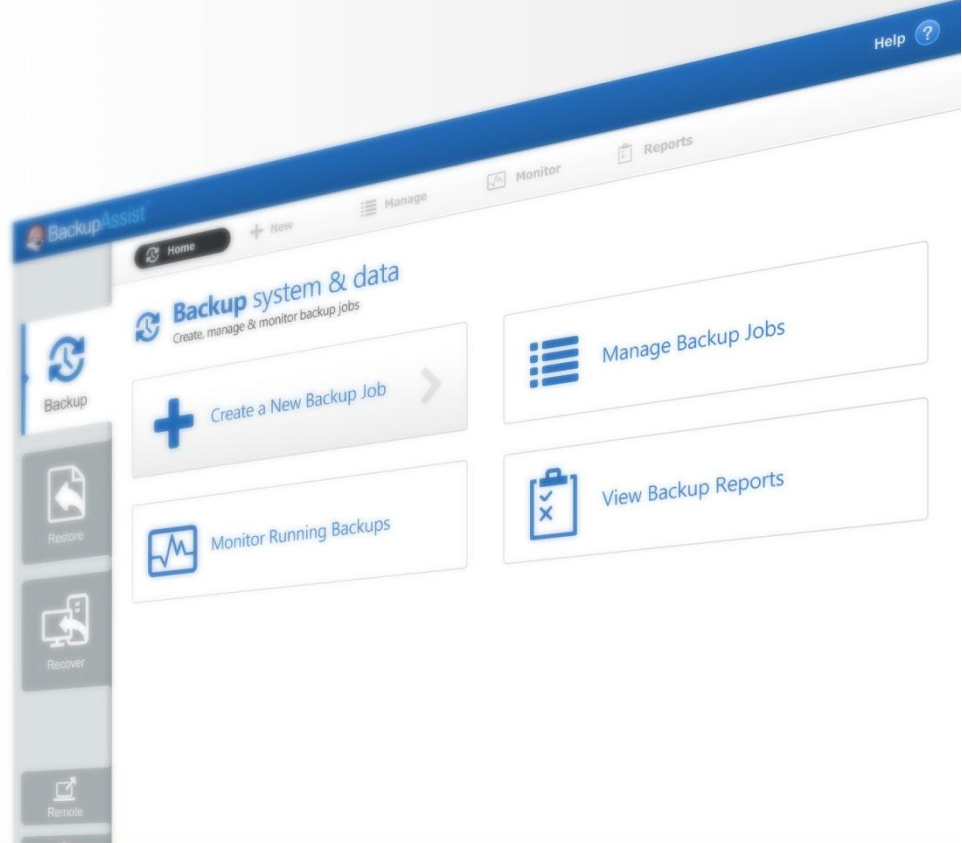 Help ?
BackupAssist
Home
New
Manage
Monitor
Reports
Backup system & data
Create, manage & monitor backup jobs
Backup
Create a New Backup Job
Manage Backup Jobs
Restore
Monitor Running Backups
View Backup Reports
Recover
Remote